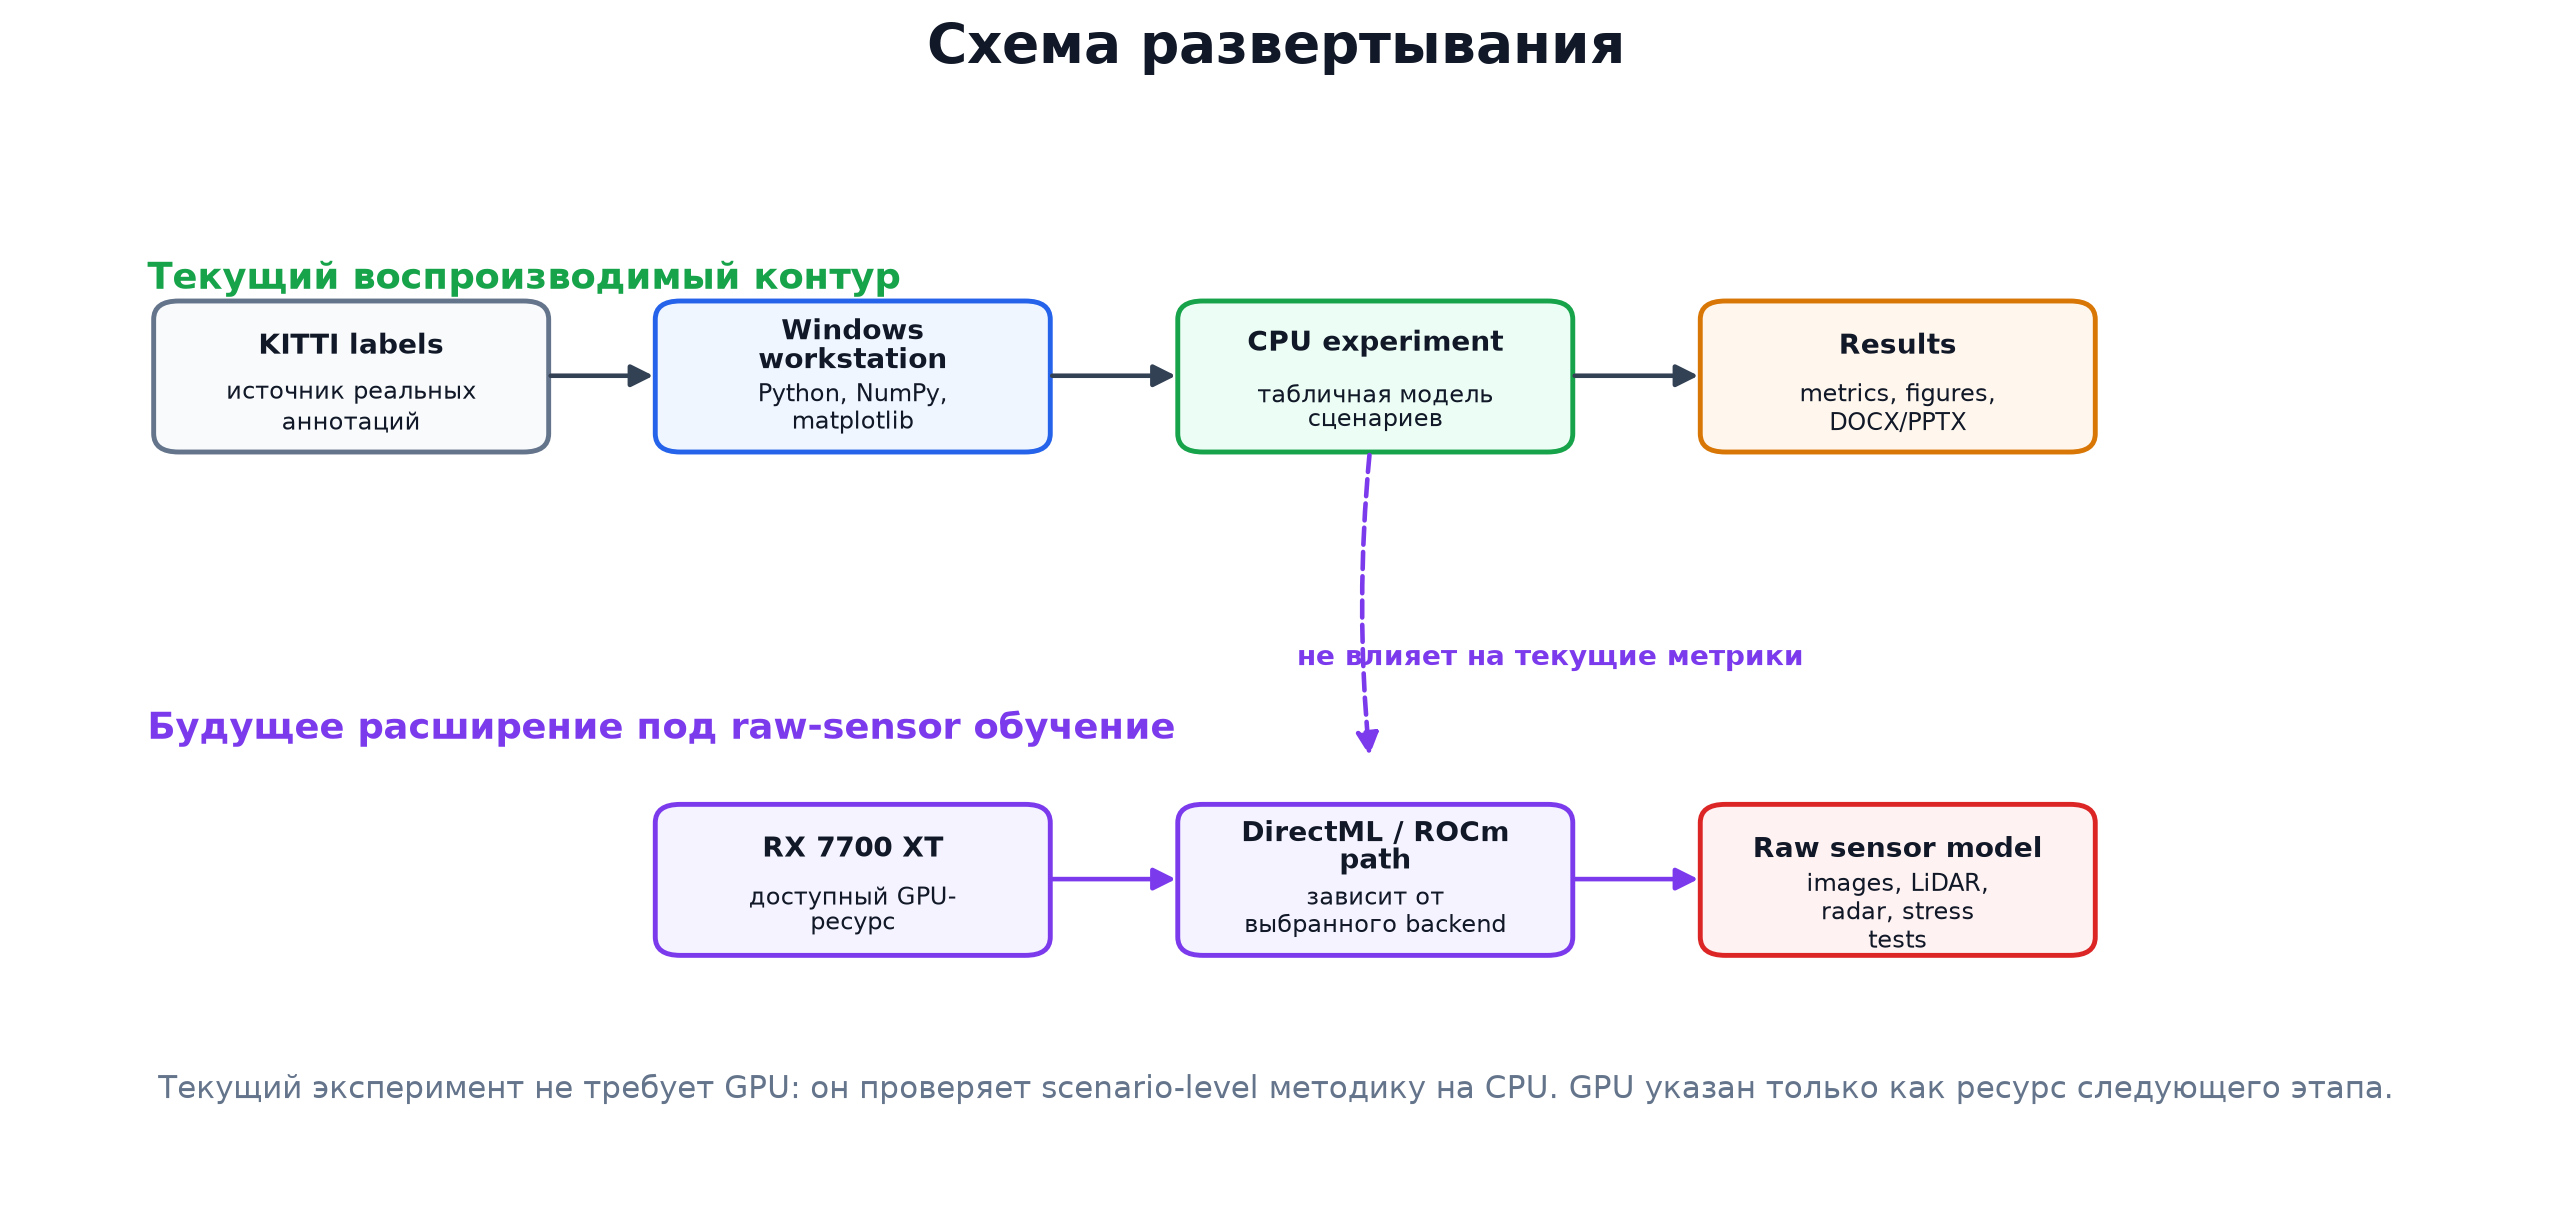 Схема развертывания
Текущий воспроизводимый контур
KITTI labels
источник реальных
аннотаций
Windows
workstation
Python, NumPy,
matplotlib
CPU experiment
табличная модель
сценариев
Results
metrics, figures,
DOCX/PPTX
не влияет на текущие метрики
Будущее расширение под raw-sensor обучение
RX 7700 XT
доступный GPU-
ресурс
DirectML / ROCm
path
зависит от
выбранного backend
Raw sensor model
images, LiDAR,
radar, stress
tests
Текущий эксперимент не требует GPU: он проверяет scenario-level методику на CPU. GPU указан только как ресурс следующего этапа.